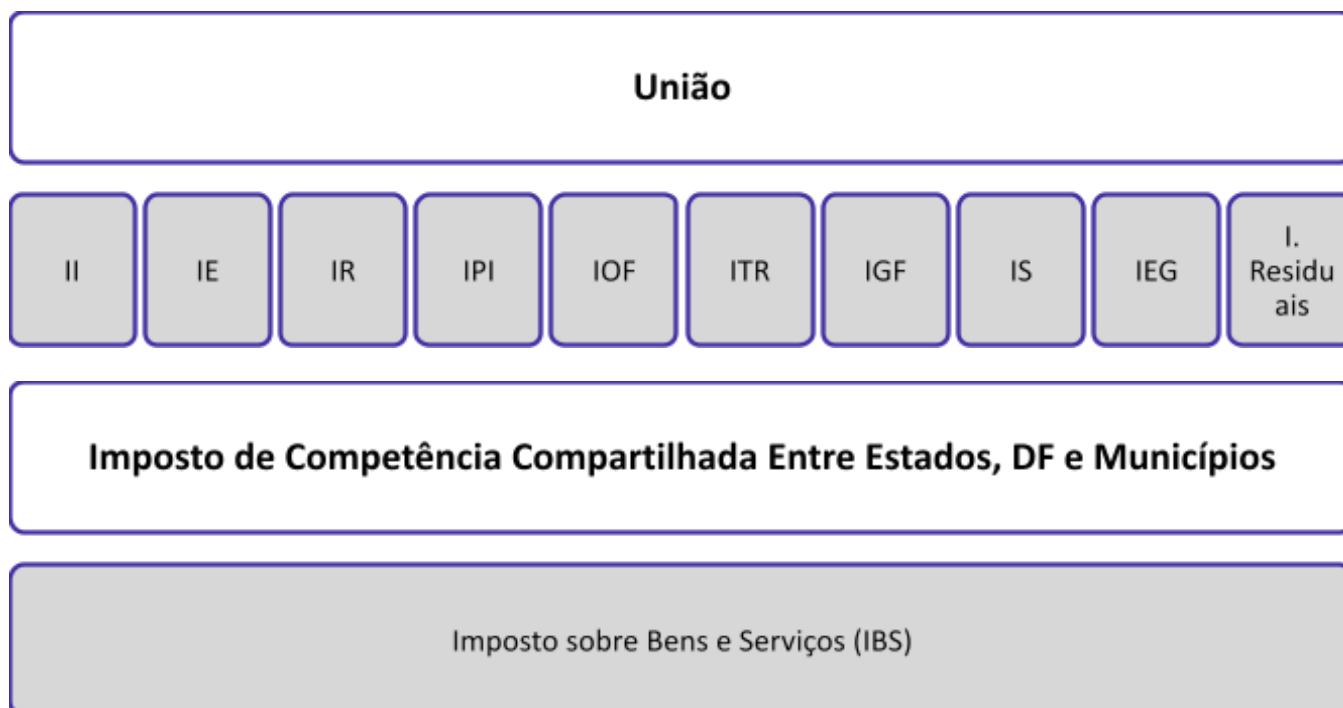 União
II
IE
IR
IPI
IOF
ITR
IGF
IS
IEG
I.
Residu
ais
Imposto de Competência Compartilhada Entre Estados, DF e Municípios
Imposto sobre Bens e Serviços (IBS)